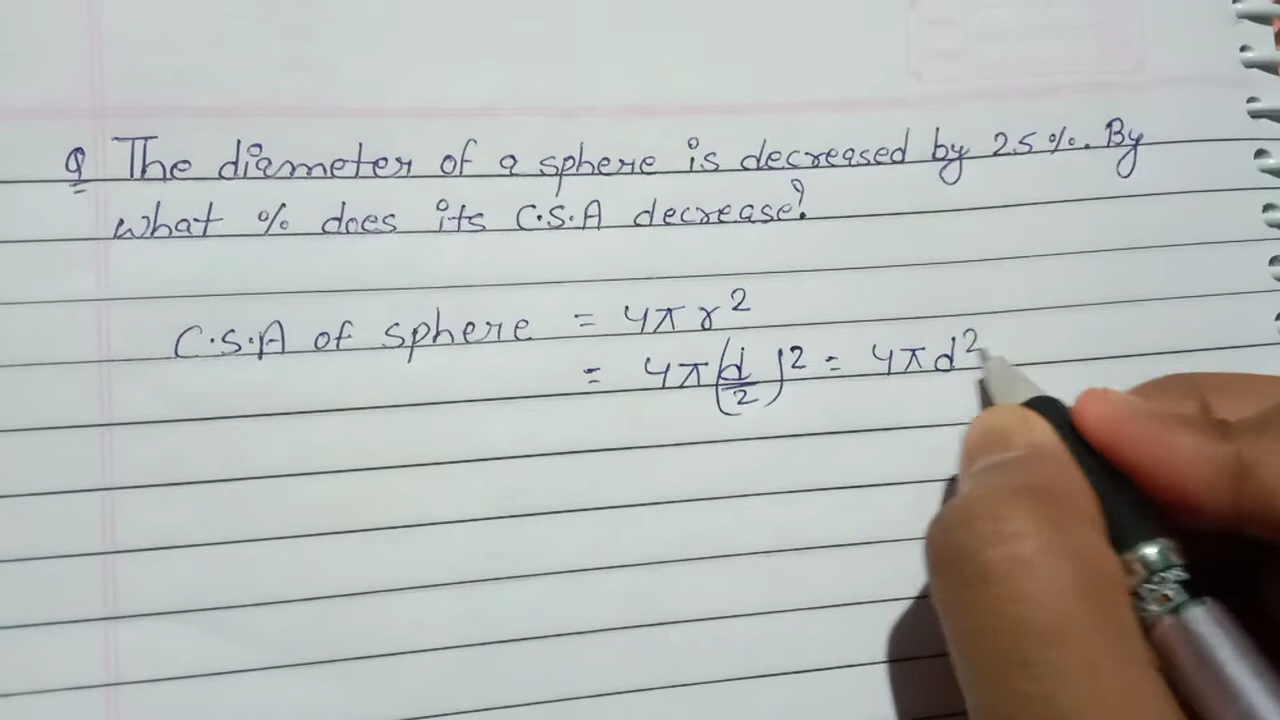 Q The diameter of a sphere is decreased by 25%. By
what % does its C.S.A decrease?
C.S.A of sphere = 4πr²
= 4π(d/2)² = 4πd²